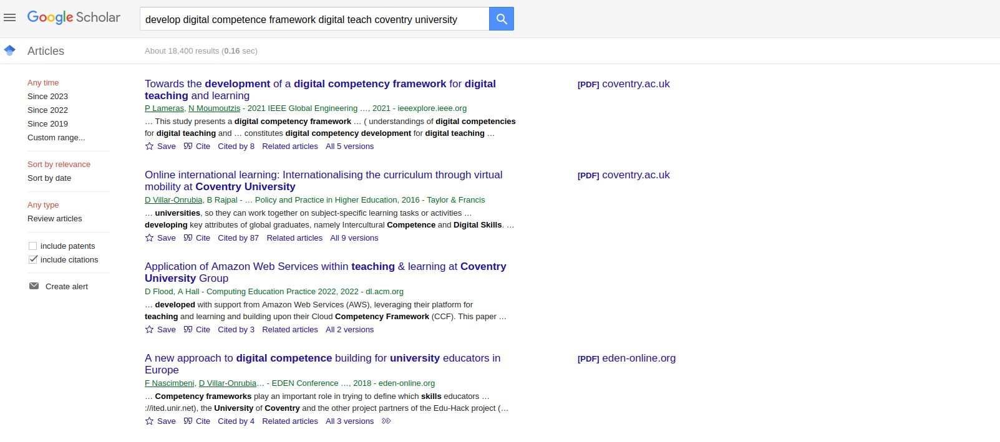 Google Scholar
develop digital competence framework digital teach coventry university
Articles
About 18,400 results (0.16 sec)
Any time
Since 2023
Since 2022
Since 2019
Custom range...
Sort by relevance
Sort by date
Any type
Review articles
include patents
include citations
Create alert
Towards the development of a digital competency framework for digital
teaching and learning
P Lameras, N Moumoutzis - 2021 IEEE Global Engineering …, 2021 - ieeexplore.ieee.org
… This study presents a digital competency framework … ( understandings of digital competencies
for digital teaching and … constitutes digital competency development for digital teaching …
Save Cite Cited by 8 Related articles All 5 versions
[PDF] coventry.ac.uk
Online international learning: Internationalising the curriculum through virtual
mobility at Coventry University
D Villar-Onrubia, B Rajpal - … Policy and Practice in Higher Education, 2016 - Taylor & Francis
… universities, so they can work together on subject-specific learning tasks or activities …
developing key attributes of global graduates, namely Intercultural Competence and Digital Skills. …
Save Cite Cited by 87 Related articles All 9 versions
[PDF] coventry.ac.uk
Application of Amazon Web Services within teaching & learning at Coventry
University Group
D Flood, A Hall - Computing Education Practice 2022, 2022 - dl.acm.org
… developed with support from Amazon Web Services (AWS), leveraging their platform for
teaching and learning and building upon their Cloud Competency Framework (CCF). This paper …
Save Cite Cited by 3 Related articles All 2 versions
A new approach to digital competence building for university educators in
Europe
F Nascimbeni, D Villar-Onrubia… - EDEN Conference …, 2018 - eden-online.org
… Competency frameworks play an important role in trying to define which skills educators …
://ited.unir.net), the University of Coventry and the other project partners of the Edu-Hack project (…
Save Cite Cited by 4 Related articles All 3 versions
[PDF] eden-online.org